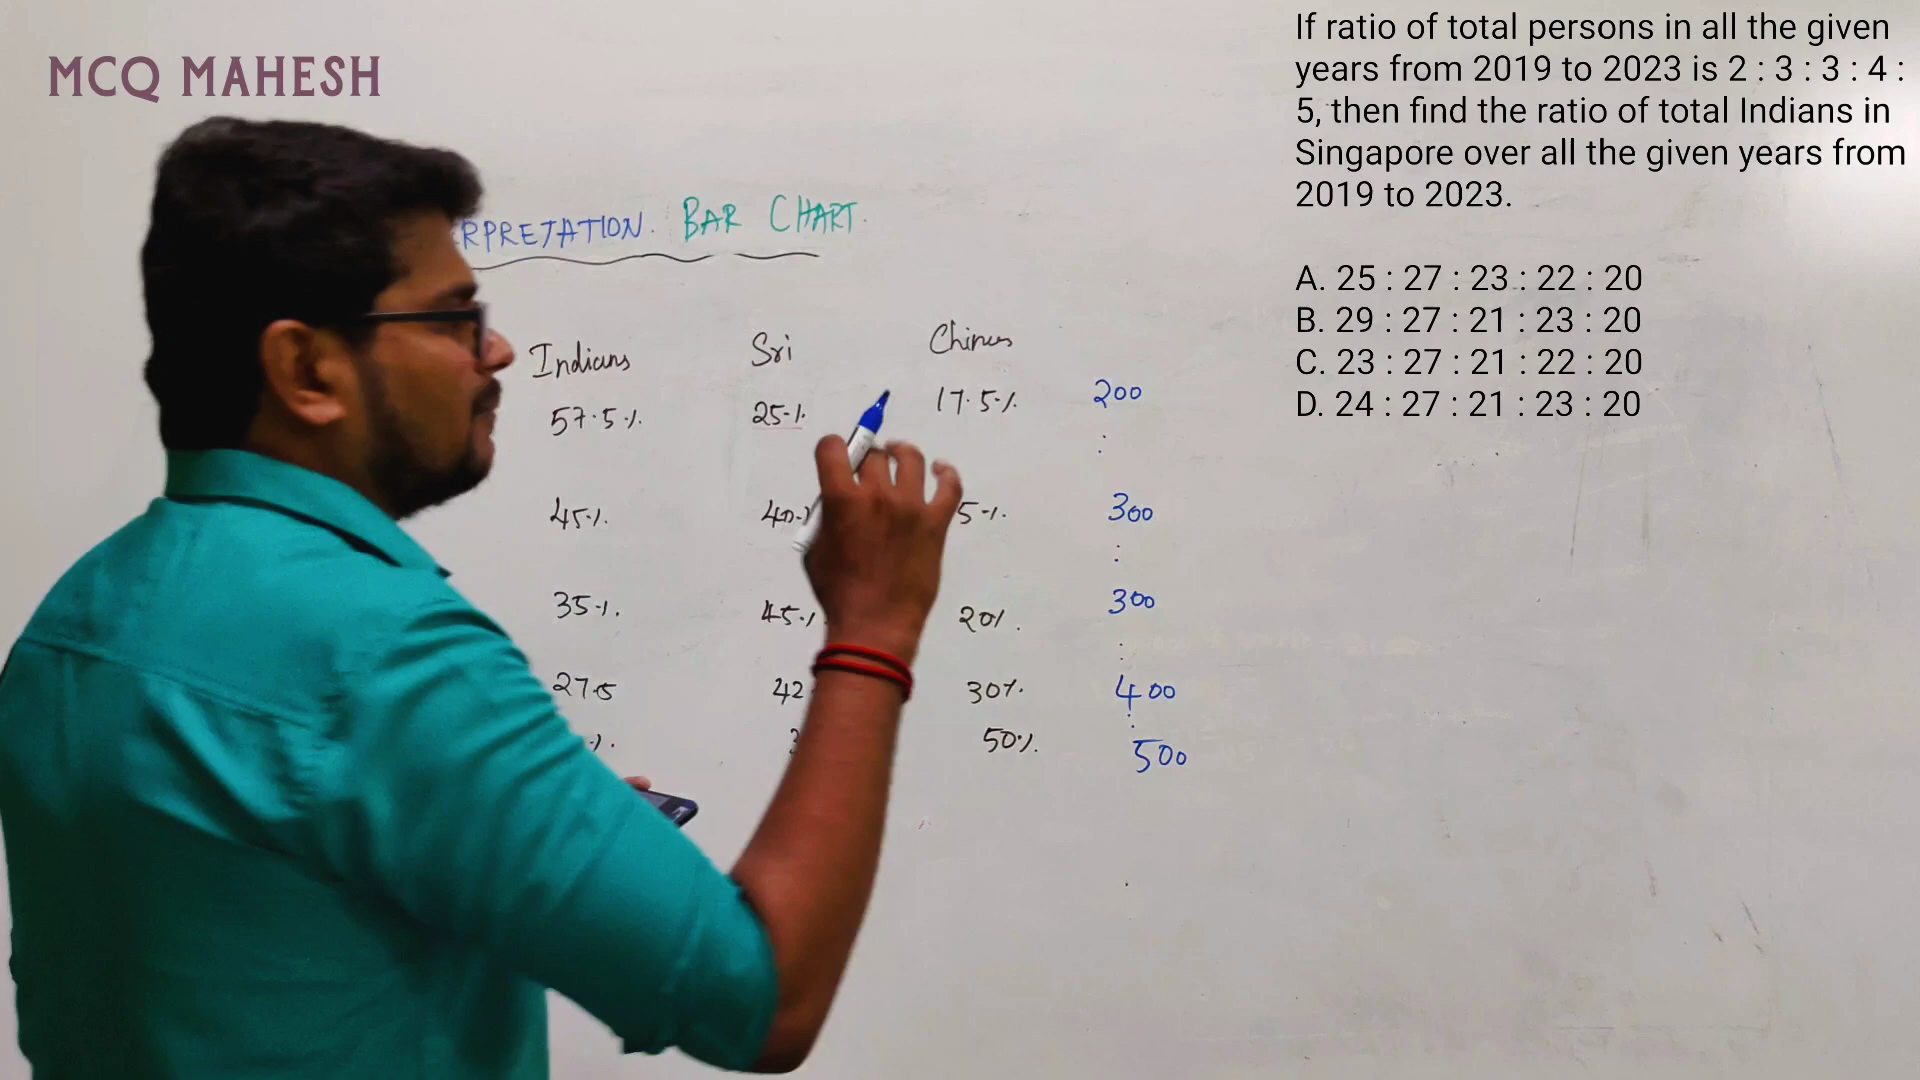 MCQ MAHESH
If ratio of total persons in all the given
years from 2019 to 2023 is 2 : 3 : 3 : 4 :
5, then find the ratio of total Indians in
Singapore over all the given years from
2019 to 2023.
A. 25 : 27 : 23 : 22 : 20
B. 29 : 27 : 21 : 23 : 20
C. 23 : 27 : 21 : 22 : 20
D. 24 : 27 : 21 : 23 : 20
RPRETATION. BAR CHART.
Indians Sri
57.5% 25% 17.5% 200
45% 40% 5% 300
35% 45% 20% 300
27.5 42 30% 400
%. 3 50% 500